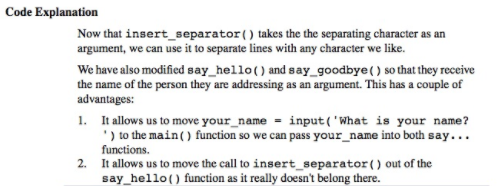 Code Explanation
Now that insert_separator() takes the the separating character as an
argument, we can use it to separate lines with any character we like.
We have also modified say_hello() and say_goodbye() so that they receive
the name of the person they are addressing as an argument. This has a couple of
advantages:
1. It allows us to move your_name = input('What is your name?
') to the main() function so we can pass your_name into both say...
functions.
2. It allows us to move the call to insert_separator() out of the
say_hello() function as it really doesn't belong there.